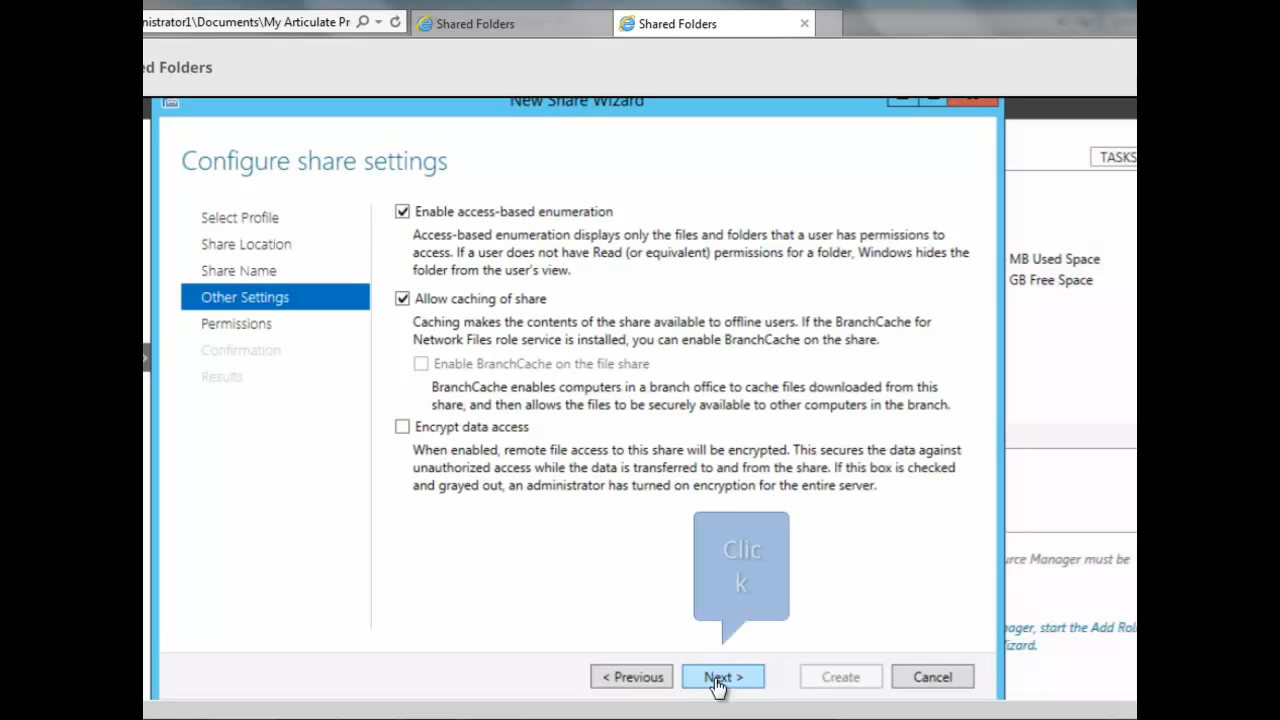 nistrator1\Documents\My Articulate Pr
Shared Folders
Shared Folders
ed Folders
New Share Wizard
Configure share settings
TASKS
Select Profile
Share Location
Share Name
Other Settings
Permissions
Confirmation
Results
Enable access-based enumeration
Access-based enumeration displays only the files and folders that a user has permissions to
access. If a user does not have Read (or equivalent) permissions for a folder, Windows hides the
folder from the user's view.
Allow caching of share
Caching makes the contents of the share available to offline users. If the BranchCache for
Network Files role service is installed, you can enable BranchCache on the share.
Enable BranchCache on the file share
BranchCache enables computers in a branch office to cache files downloaded from this
share, and then allows the files to be securely available to other computers in the branch.
Encrypt data access
When enabled, remote file access to this share will be encrypted. This secures the data against
unauthorized access while the data is transferred to and from the share. If this box is checked
and grayed out, an administrator has turned on encryption for the entire server.
MB Used Space
GB Free Space
Clic
k
urce Manager must be
ager, start the Add Rol
izard.
< Previous
Next >
Create
Cancel